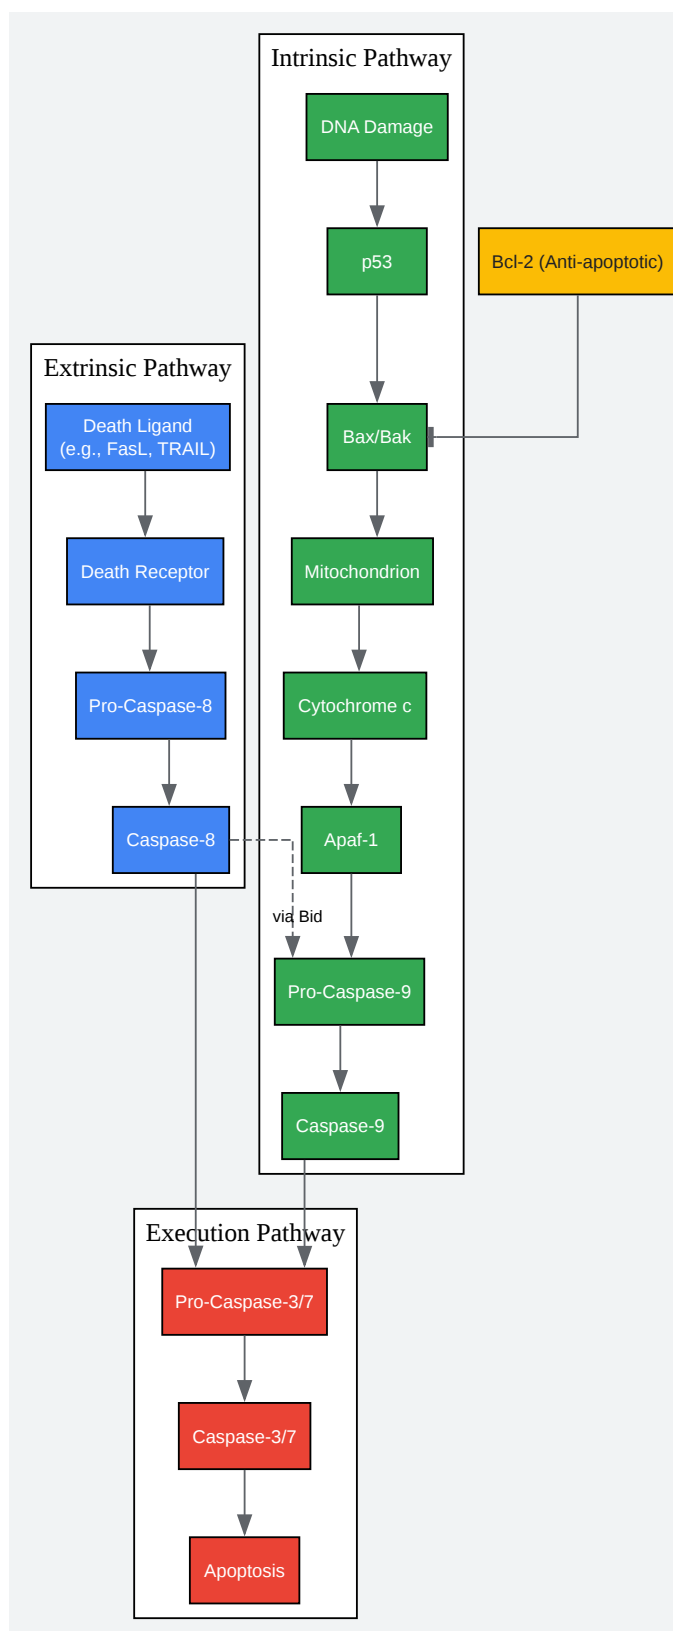 Intrinsic Pathway
DNA Damage
p53
Bcl-2 (Anti-apoptotic)
Extrinsic Pathway
Death Ligand
(e.g., FasL, TRAIL)
Bax/Bak
Death Receptor
Mitochondrion
Pro-Caspase-8
Cytochrome c
Caspase-8
Apaf-1
via Bid
Pro-Caspase-9
Caspase-9
Execution Pathway
Pro-Caspase-3/7
Caspase-3/7
Apoptosis